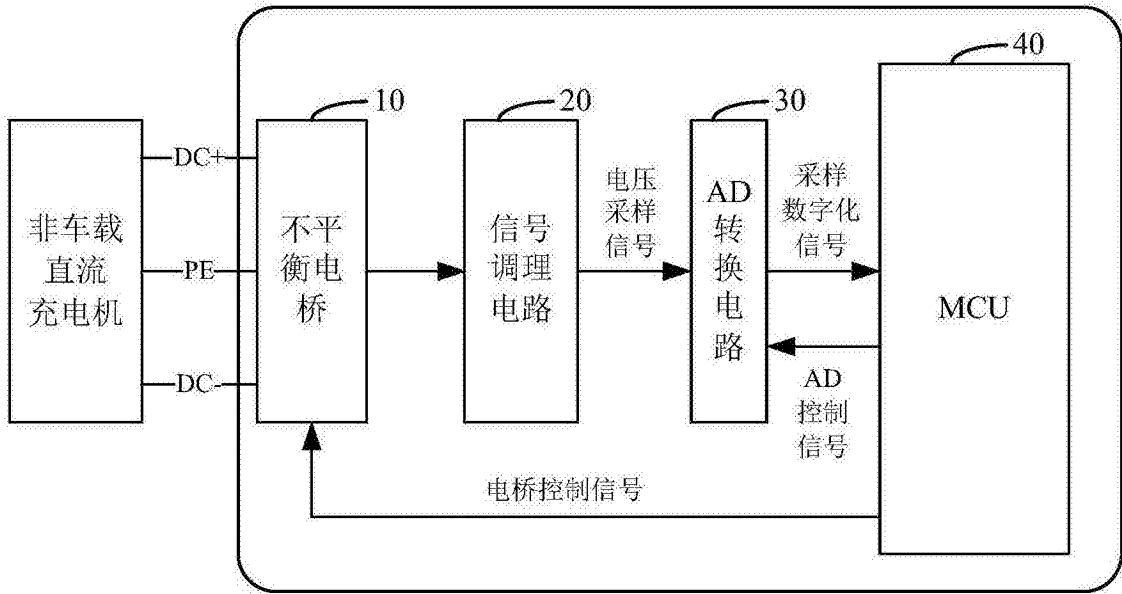 40
10
20
30
DC+
PE
DC-
非车载
直流
充电机
不平
衡电
桥
信号
调理
电路
电压
采样
信号
AD
转
换
电
路
采样
数字化
信号
AD
控制
信号
MCU
电桥控制信号